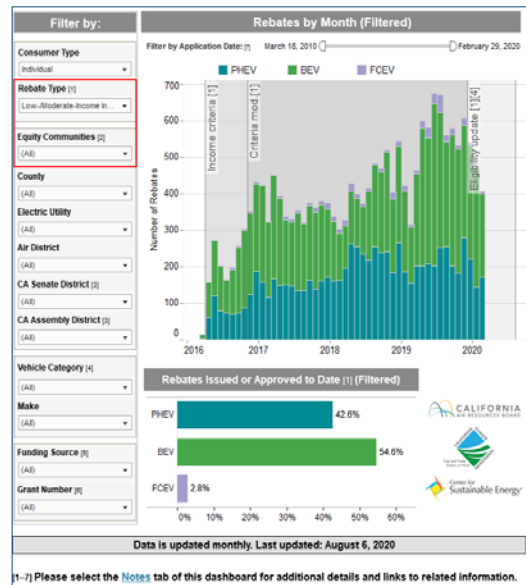 Filter by:
Consumer Type
Individual
Rebate Type [1]
Low-/Moderate-Income In...
Equity Communities [2]
(All)
County
(All)
Electric Utility
(All)
Air District
(All)
CA Senate District [3]
(All)
CA Assembly District [3]
(All)
Vehicle Category [4]
(All)
Make
(All)
Funding Source [5]
(All)
Grant Number [6]
(All)
Rebates by Month (Filtered)
Filter by Application Date: [7] March 18, 2010 February 29, 2020
PHEV BEV FCEV
Number of Rebates
700
600
500
400
300
200
100
0
Income criteria [1]
Criteria mod.[1]
Eligibility update [1][4]
2016 2017 2018 2019 2020
Rebates Issued or Approved to Date [1] (Filtered)
PHEV 42.6%
BEV 54.6%
FCEV 2.8%
0% 10% 20% 30% 40% 50% 60%
CALIFORNIA
AIR RESOURCES BOARD
Center for
Sustainable Energy
Data is updated monthly. Last updated: August 6, 2020
[1-7] Please select the Notes tab of this dashboard for additional details and links to related information.